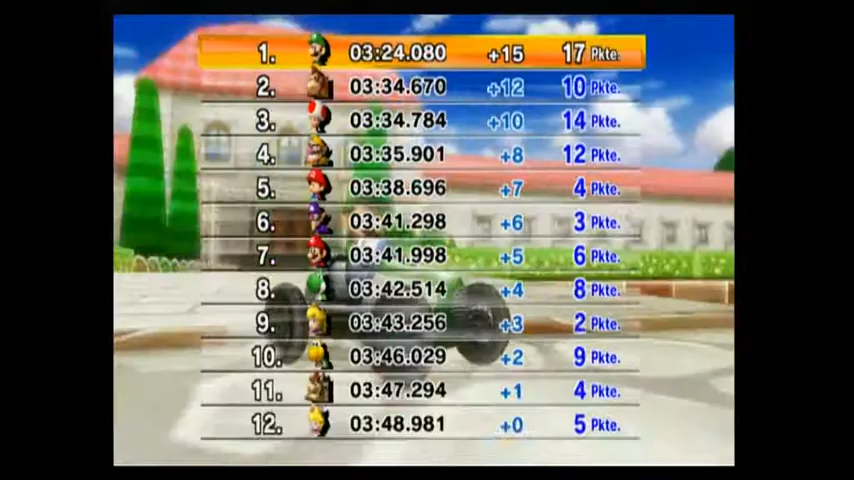 1. 03:24.080 +15 17 Pkte.
2. 03:34.670 +12 10 Pkte.
3. 03:34.784 +10 14 Pkte.
4. 03:35.901 +8 12 Pkte.
5. 03:38.696 +7 4 Pkte.
6. 03:41.298 +6 3 Pkte.
7. 03:41.998 +5 6 Pkte.
8. 03:42.514 +4 8 Pkte.
9. 03:43.256 +3 2 Pkte.
10. 03:46.029 +2 9 Pkte.
11. 03:47.294 +1 4 Pkte.
12. 03:48.981 +0 5 Pkte.